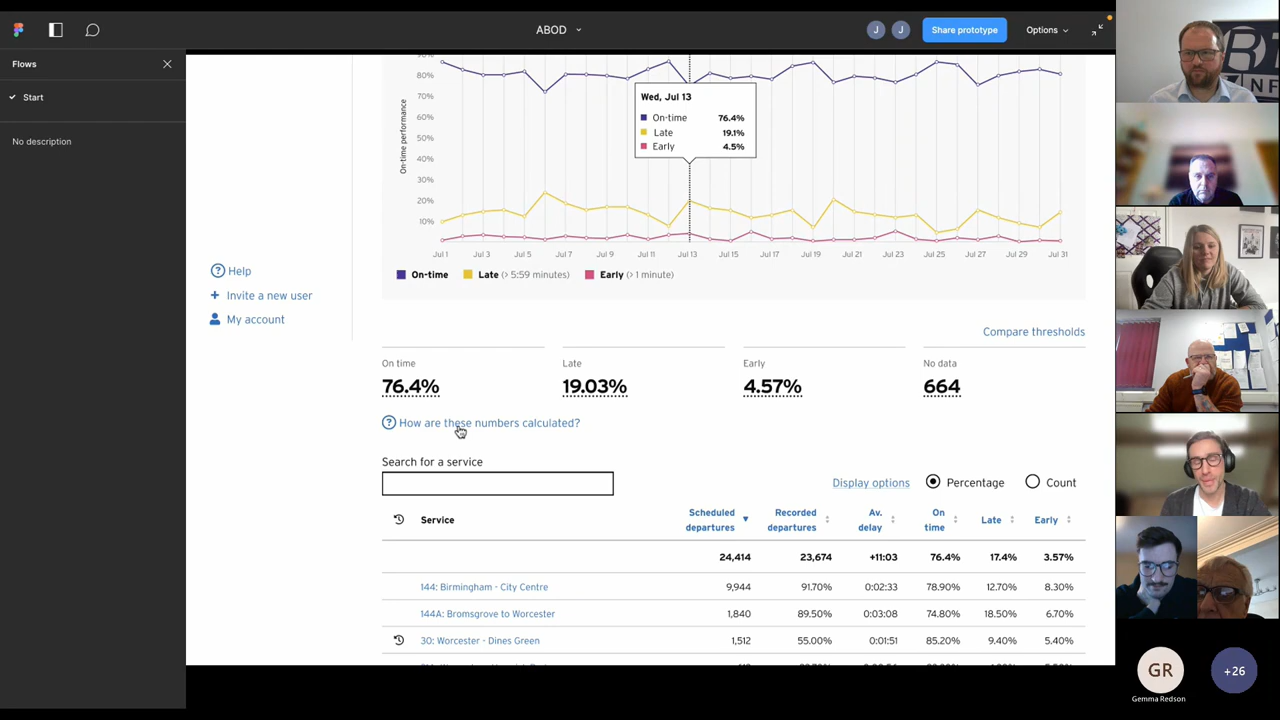 ABOD
J
J
Share prototype
Options
Flows
Start
No description
80%
70%
60%
50%
40%
30%
20%
10%
On-time performance
Wed, Jul 13
On-time 76.4%
Late 19.1%
Early 4.5%
Jul 1 Jul 3 Jul 5 Jul 7 Jul 9 Jul 11 Jul 13 Jul 15 Jul 17 Jul 19 Jul 21 Jul 23 Jul 25 Jul 27 Jul 29 Jul 31
On-time Late (> 5:59 minutes) Early (> 1 minute)
Help
Invite a new user
My account
Compare thresholds
On time Late Early No data
76.4% 19.03% 4.57% 664
How are these numbers calculated?
Search for a service
Display options Percentage Count
Service Scheduled departures Recorded departures Av. delay On time Late Early
24,414 23,674 +11:03 76.4% 17.4% 3.57%
144: Birmingham - City Centre 9,944 91.70% 0:02:33 78.90% 12.70% 8.30%
144A: Bromsgrove to Worcester 1,840 89.50% 0:03:08 74.80% 18.50% 6.70%
30: Worcester - Dines Green 1,512 55.00% 0:01:51 85.20% 9.40% 5.40%
GR
Gemma Redson
+26